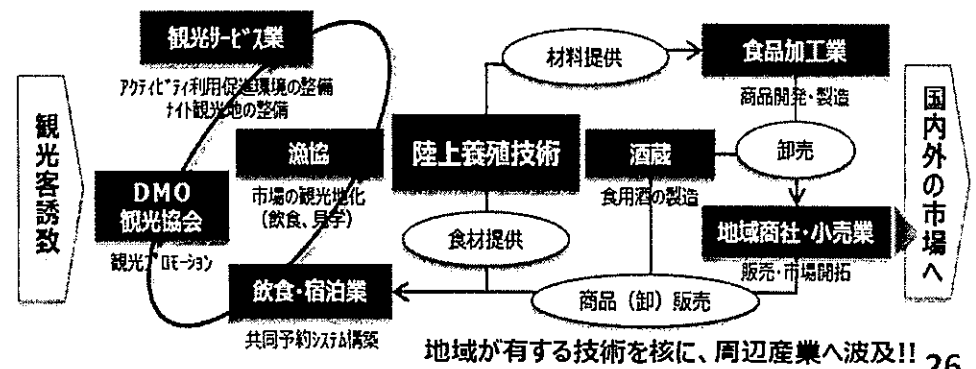 観光客誘致
観光ｻｰﾋﾞｽ業
ｱｸﾃｨﾋﾞﾃｨ利用促進環境の整備
ﾅｲﾄ観光地の整備
DMO
観光協会
観光ﾌﾟﾛﾓｰｼｮﾝ
漁協
市場の観光地化
（飲食、見学）
飲食・宿泊業
共同予約ｼｽﾃﾑ構築
陸上養殖技術
材料提供
食材提供
食品加工業
商品開発・製造
酒蔵
食用酒の製造
卸売
地域商社・小売業
販売・市場開拓
商品（卸）販売
国内外の市場へ
地域が有する技術を核に、周辺産業へ波及!!
26